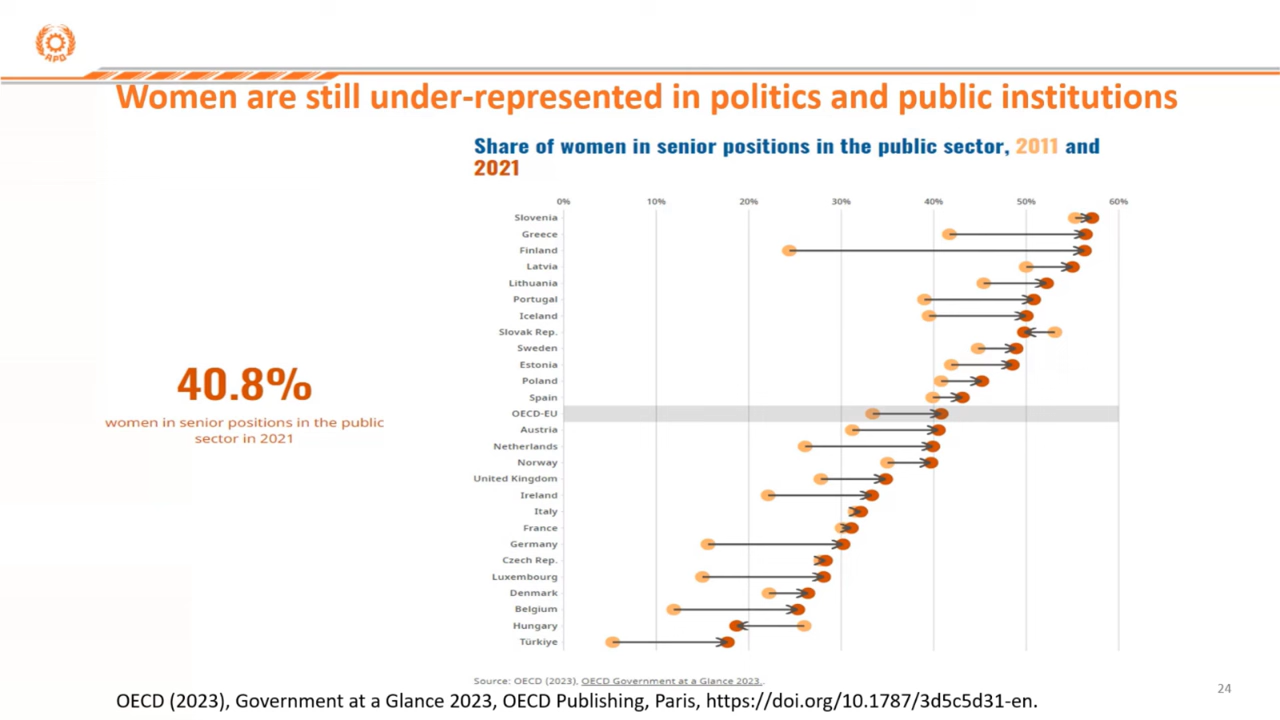 RPO
Women are still under-represented in politics and public institutions
Share of women in senior positions in the public sector, 2011 and
2021
0% 10% 20% 30% 40% 50% 60%
Slovenia
Greece
Finland
Latvia
Lithuania
Portugal
Iceland
Slovak Rep.
Sweden
Estonia
Poland
Spain
OECD-EU
Austria
Netherlands
Norway
United Kingdom
Ireland
Italy
France
Germany
Czech Rep.
Luxembourg
Denmark
Belgium
Hungary
Türkiye
40.8%
women in senior positions in the public
sector in 2021
Source: OECD (2023), OECD Government at a Glance 2023.
OECD (2023), Government at a Glance 2023, OECD Publishing, Paris, https://doi.org/10.1787/3d5c5d31-en.
24